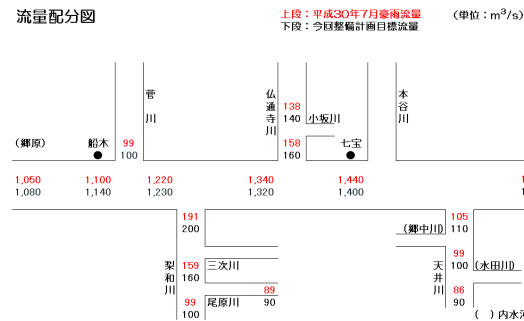 流量配分図
上段：平成30年7月豪雨流量
下段：今回整備計画目標流量
(単位：m³/s)
菅川
仏通寺川
本谷川
138
140 小坂川
(郷原)
船木
99
100
158
160
七宝
1,050 1,100 1,220 1,340 1,440
1,080 1,140 1,230 1,320 1,400
191
200
105
110
(郷中川)
梨和川
159
160
三次川
天井川
99
100
(水田川)
89
90
99
100
尾原川
86
90
( )内水